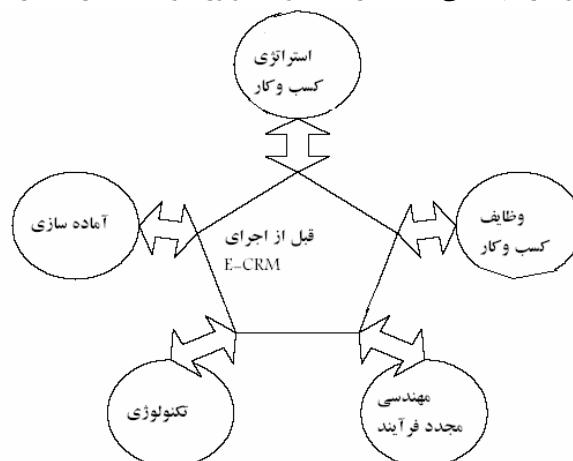 استراتژی
کسب وکار
آماده سازی
قبل از اجرای
E-CRM
وظایف
کسب وکار
تکنولوژی
مهندسی
مجدد فرآیند